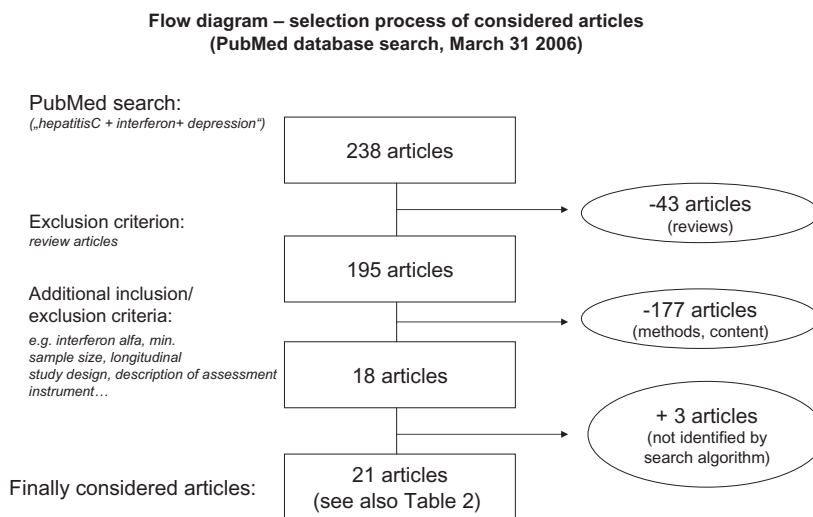 Flow diagram – selection process of considered articles
(PubMed database search, March 31 2006)
PubMed search:
(„hepatitisC + interferon+ depression“)
238 articles
-43 articles
(reviews)
Exclusion criterion:
review articles
195 articles
Additional inclusion/
exclusion criteria:
e.g. interferon alfa, min.
sample size, longitudinal
study design, description of assessment
instrument…
-177 articles
(methods, content)
18 articles
+ 3 articles
(not identified by
search algorithm)
Finally considered articles:
21 articles
(see also Table 2)